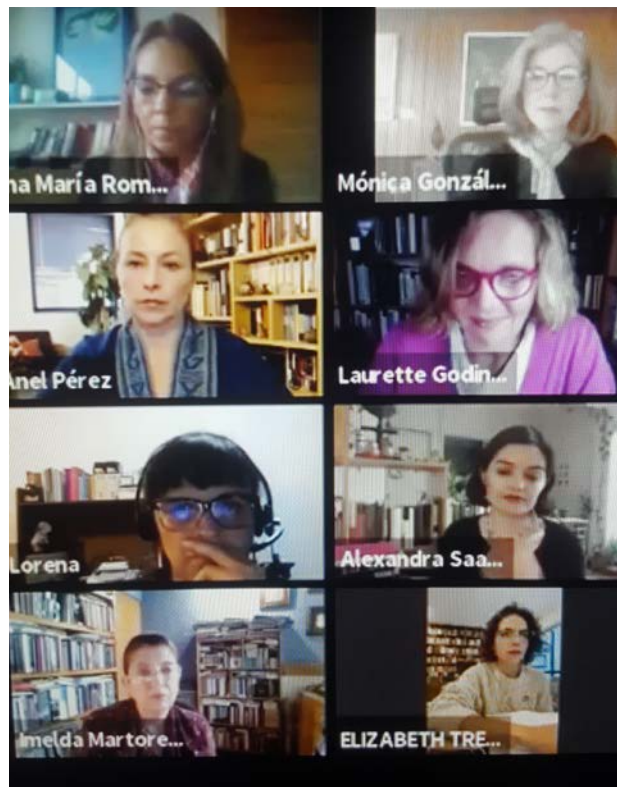 na María Rom...
Mónica Gonzál...
Anel Pérez
Laurette Godin...
Lorena
Alexandra Saa...
Imelda Martore...
ELIZABETH TRE...